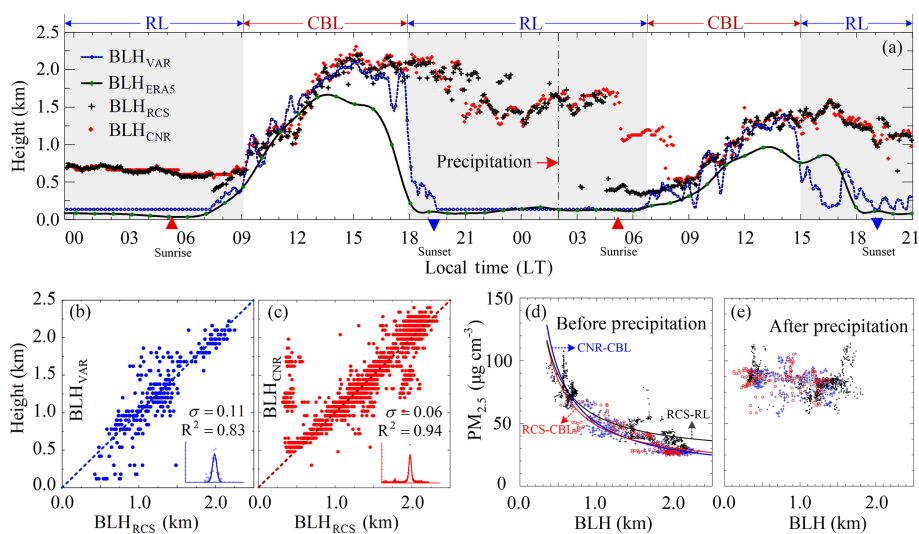 RL CBL RL CBL RL
2.5
2.0
1.5
1.0
0.5
0.0
Height (km)
BLH_VAR
BLH_ERA5
BLH_RCS
BLH_CNR
(a)
Precipitation
00 03 06 09 12 15 18 21 00 03 06 09 12 15 18 21
Sunrise Sunset Sunrise Sunset
Local time (LT)
(b)
2.5
2.0
1.5
1.0
0.5
0.0
Height (km)
BLH_VAR
σ = 0.11
R² = 0.83
0.0 1.0 2.0
BLH_RCS (km)
(c)
BLH_CNR
σ = 0.06
R² = 0.94
0.0 1.0 2.0
BLH_RCS (km)
150
100
50
0
PM2.5 (µg cm⁻³)
(d)
Before precipitation
CNR-CBL
RCS-CBL
RCS-RL
0.0 1.0 2.0
BLH (km)
(e)
After precipitation
0.0 1.0 2.0
BLH (km)